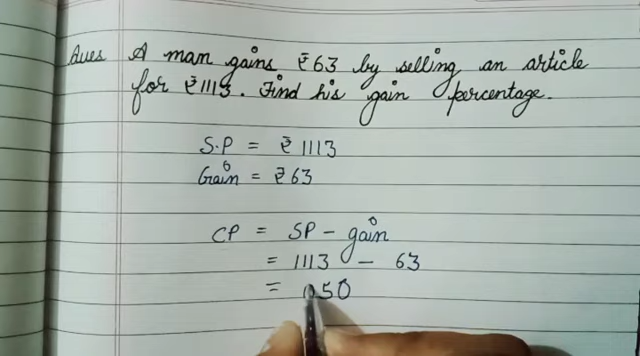 Ques A man gains ₹63 by selling an article
for ₹1113. Find his gain percentage.
S.P = ₹1113
Gain = ₹63
CP = SP - gain
= 1113 - 63
= 050